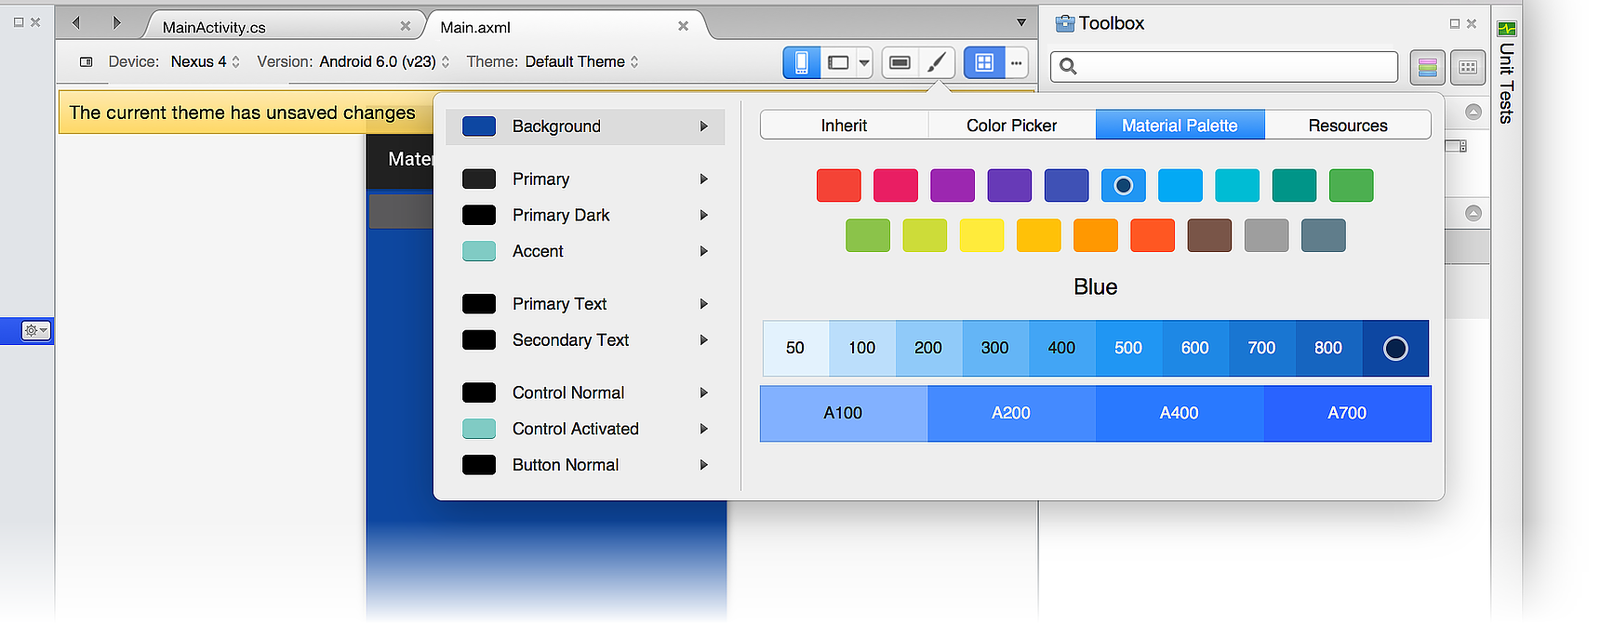 MainActivity.cs
Main.axml
Toolbox
Device: Nexus 4 Version: Android 6.0 (v23) Theme: Default Theme
Unit Tests
The current theme has unsaved changes
Background
Primary
Primary Dark
Accent
Primary Text
Secondary Text
Control Normal
Control Activated
Button Normal
Inherit Color Picker Material Palette Resources
Blue
50 100 200 300 400 500 600 700 800
A100 A200 A400 A700